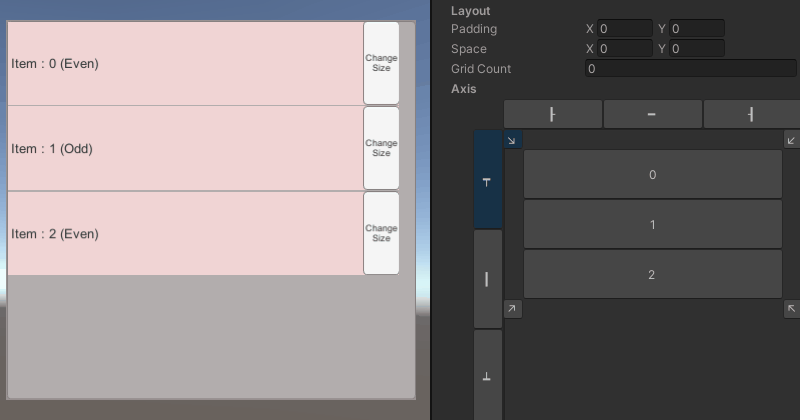 Item : 0 (Even)
Change
Size
Item : 1 (Odd)
Change
Size
Item : 2 (Even)
Change
Size
Layout
Padding X 0 Y 0
Space X 0 Y 0
Grid Count 0
Axis
0
1
2